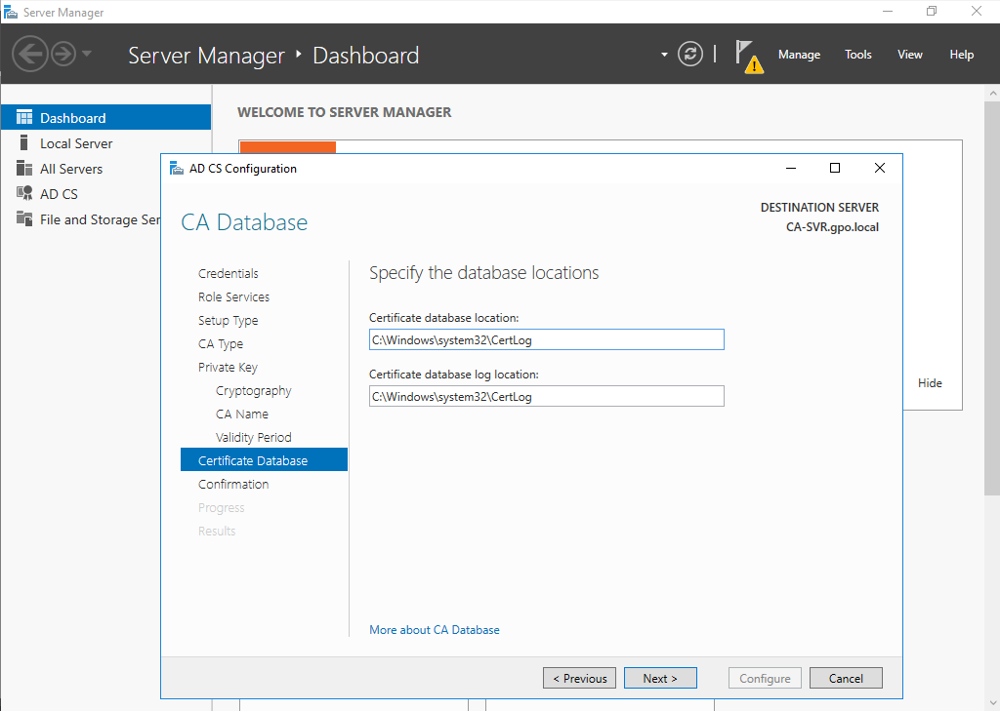 Server Manager
Server Manager ‣ Dashboard
Manage
Tools
View
Help
Dashboard
Local Server
All Servers
AD CS
File and Storage Ser
WELCOME TO SERVER MANAGER
Hide
AD CS Configuration
CA Database
DESTINATION SERVER
CA-SVR.gpo.local
Credentials
Role Services
Setup Type
CA Type
Private Key
Cryptography
CA Name
Validity Period
Certificate Database
Confirmation
Progress
Results
Specify the database locations
Certificate database location:
C:\Windows\system32\CertLog
Certificate database log location:
C:\Windows\system32\CertLog
More about CA Database
< Previous
Next >
Configure
Cancel